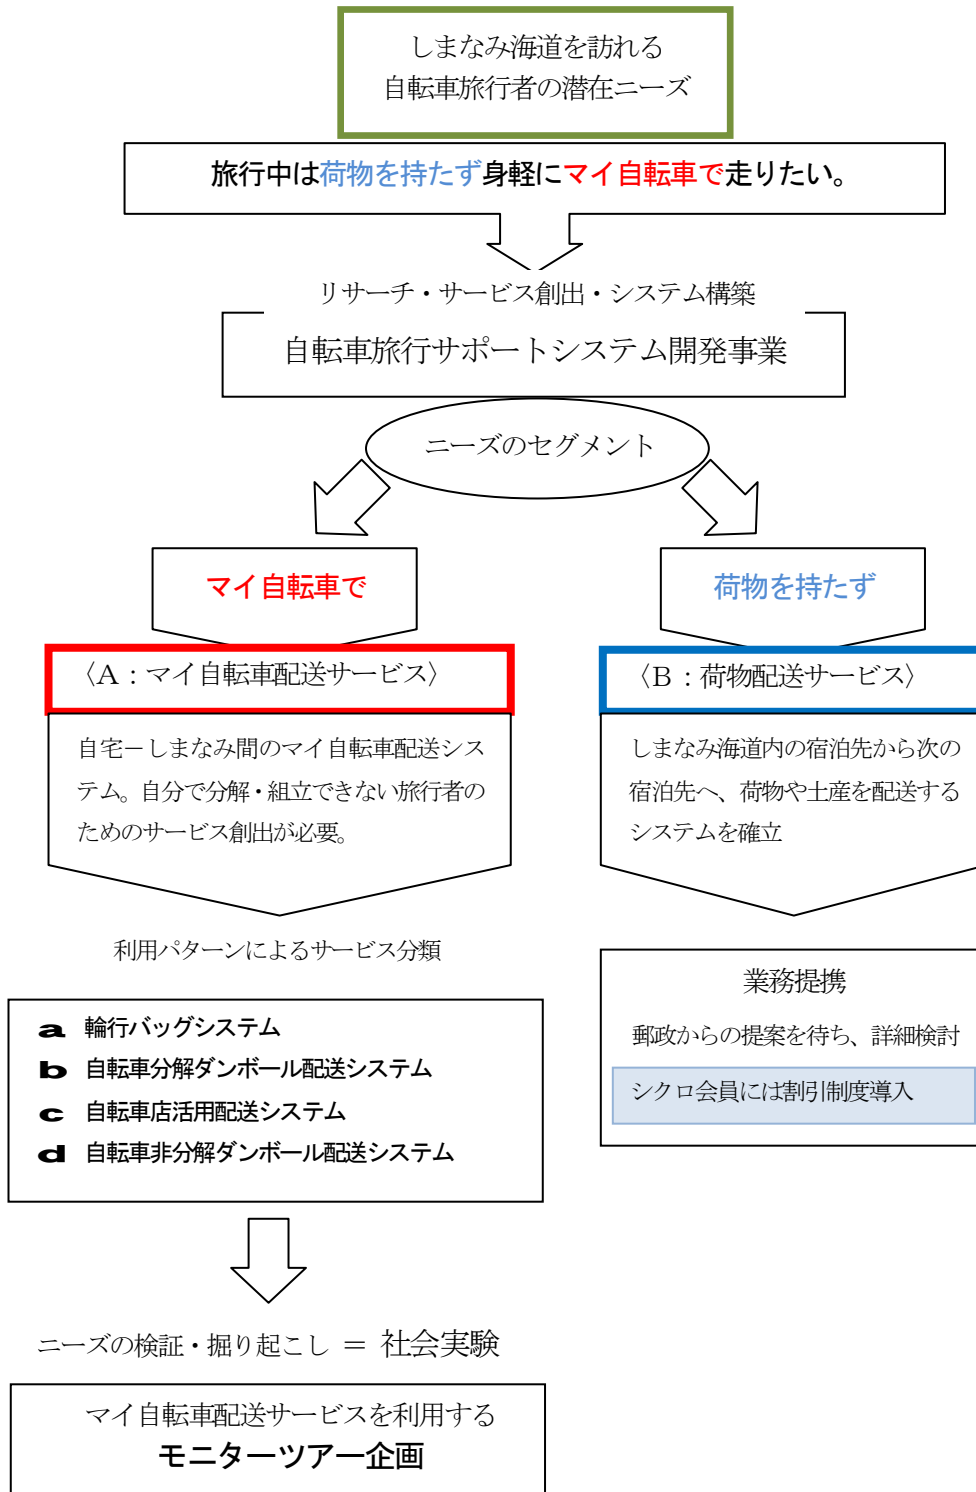 しまなみ海道を訪れる
自転車旅行者の潜在ニーズ
旅行中は荷物を持たず身軽にマイ自転車で走りたい。
リサーチ・サービス創出・システム構築
自転車旅行サポートシステム開発事業
ニーズのセグメント
マイ自転車で
〈A：マイ自転車配送サービス〉
自宅－しまなみ間のマイ自転車配送シス
テム。自分で分解・組立できない旅行者の
ためのサービス創出が必要。
利用パターンによるサービス分類
a 輪行バッグシステム
b 自転車分解ダンボール配送システム
c 自転車店活用配送システム
d 自転車非分解ダンボール配送システム
ニーズの検証・掘り起こし ＝ 社会実験
マイ自転車配送サービスを利用する
モニターツアー企画
荷物を持たず
〈B：荷物配送サービス〉
しまなみ海道内の宿泊先から次の
宿泊先へ、荷物や土産を配送する
システムを確立
業務提携
郵政からの提案を待ち、詳細検討
シクロ会員には割引制度導入